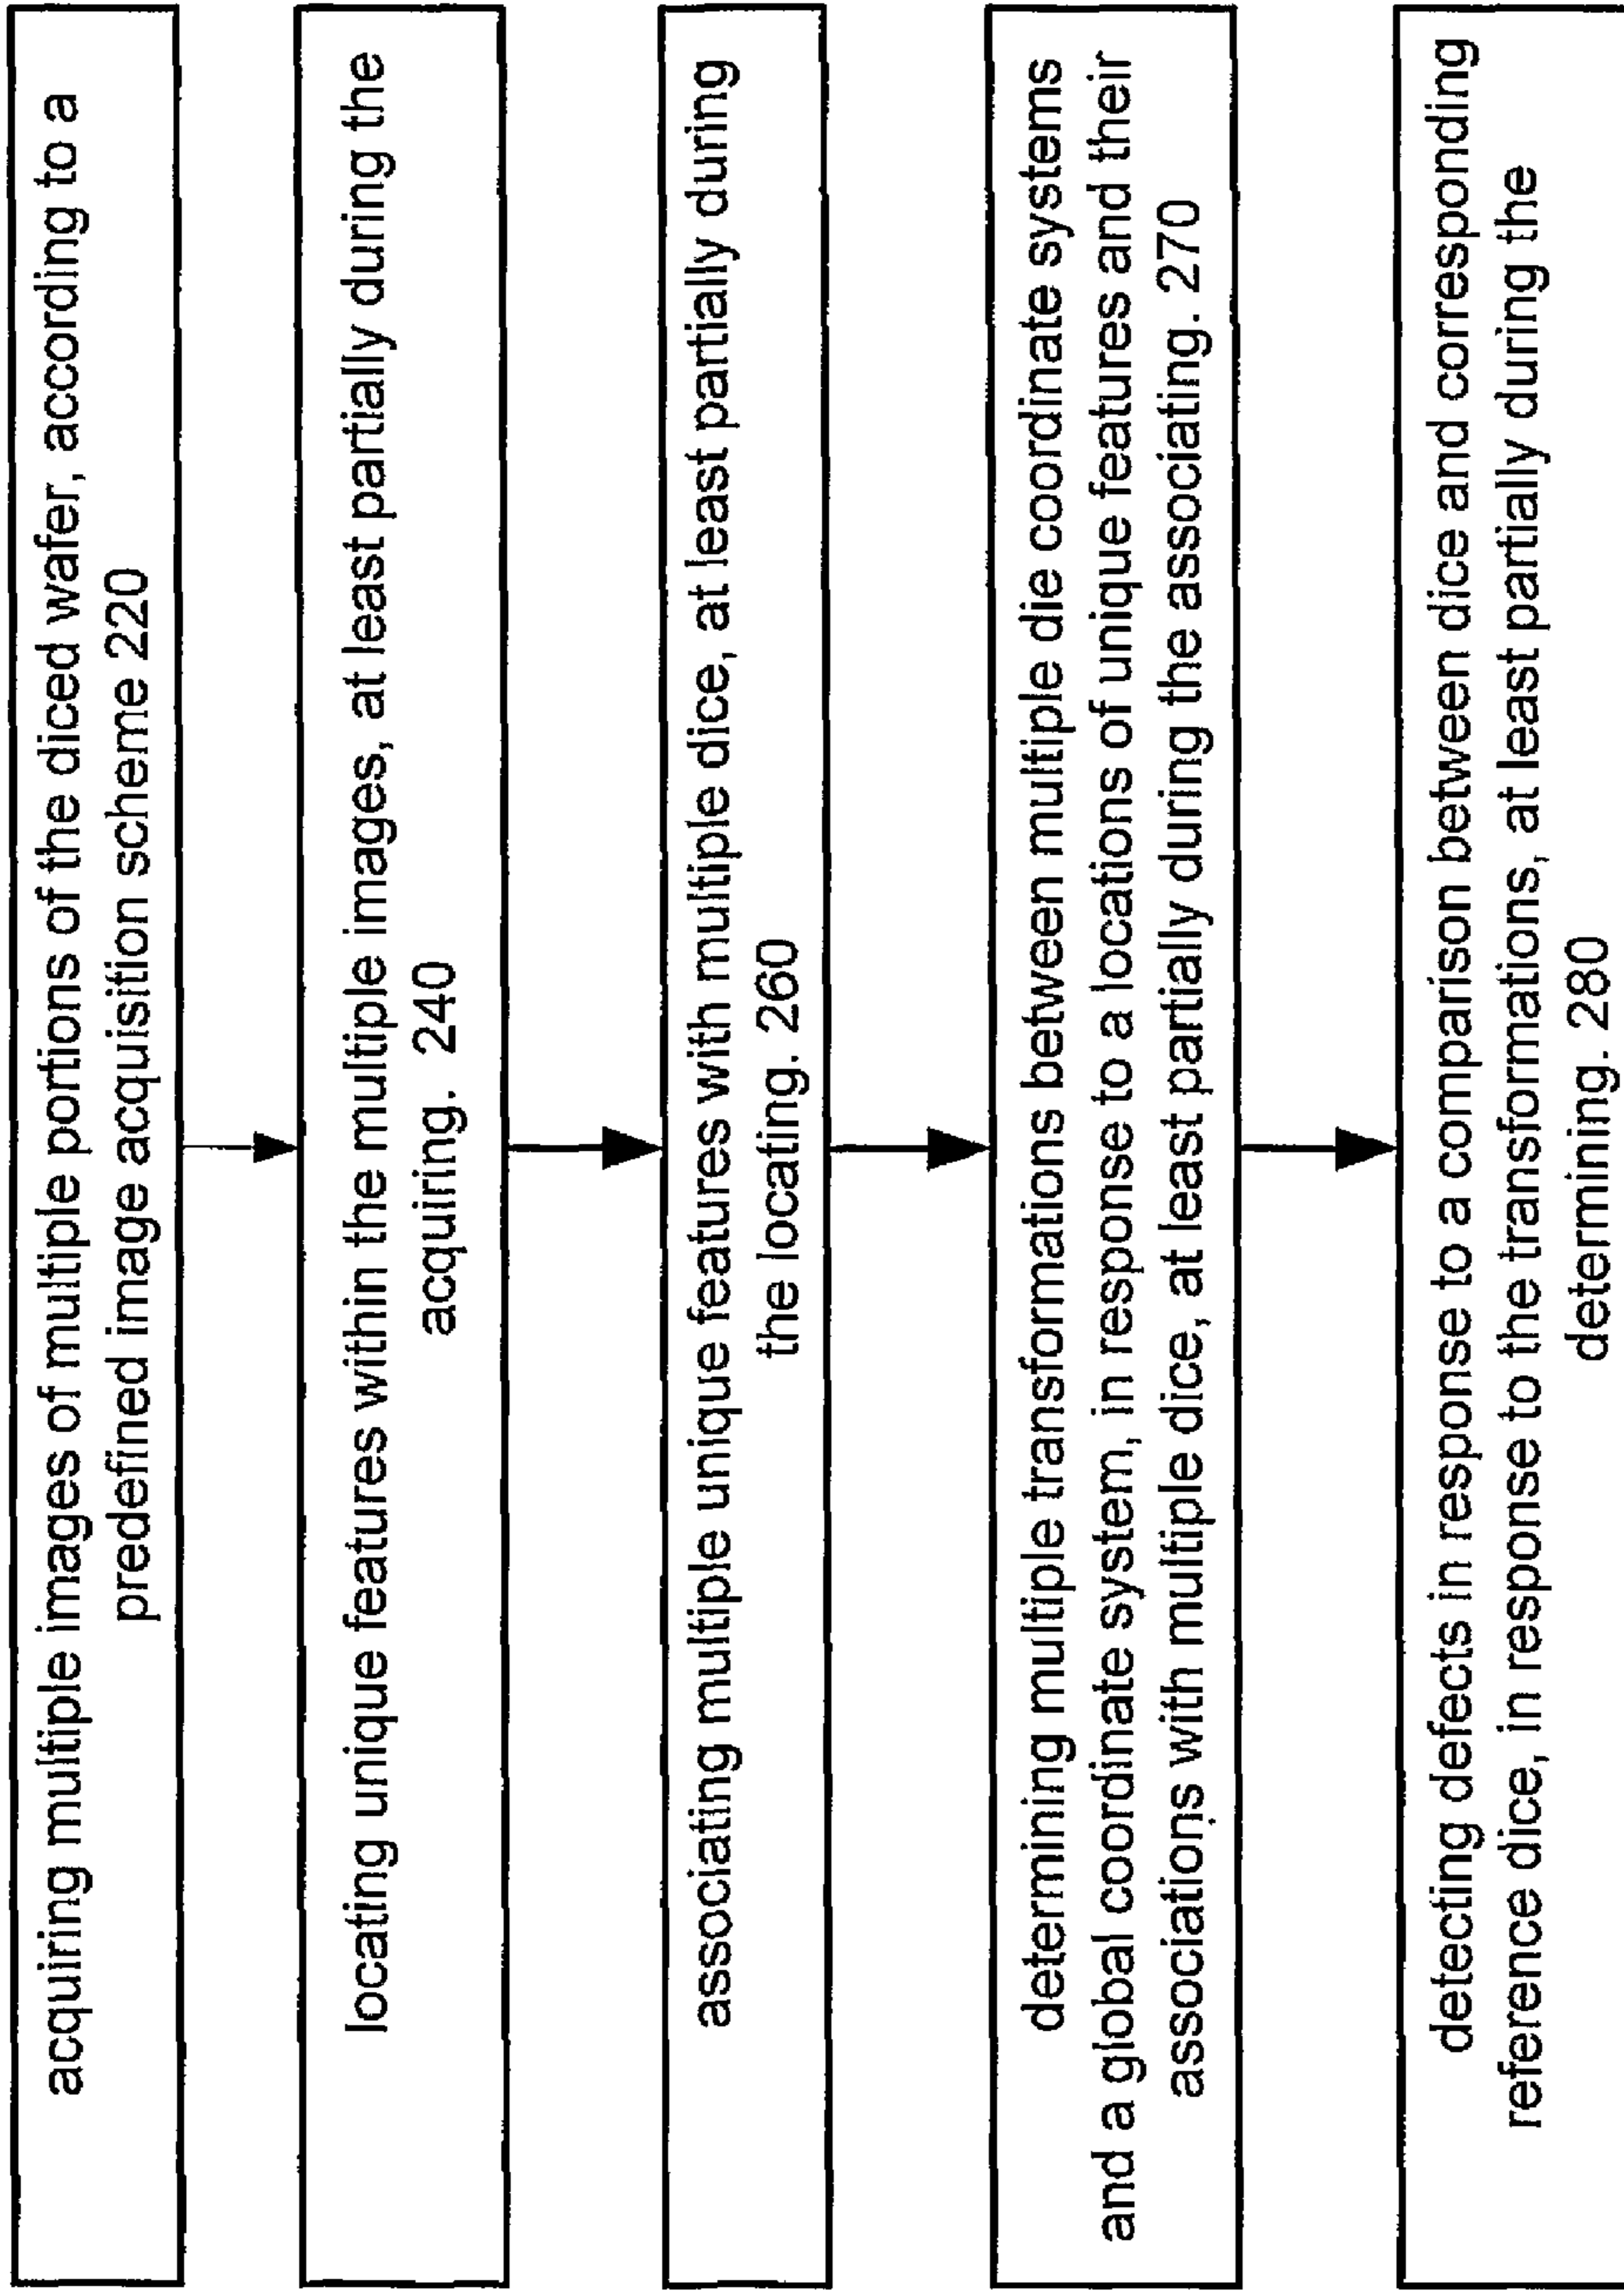 acquiring multiple images of multiple portions of the diced wafer, according to a
predefined image acquisition scheme 220
locating unique features within the multiple images, at least partially during the
acquiring. 240
associating multiple unique features with multiple dice, at least partially during
the locating. 260
determining multiple transformations between multiple die coordinate systems
and a global coordinate system, in response to a locations of unique features and their
associations with multiple dice, at least partially during the associating. 270
detecting defects in response to a comparison between dice and corresponding
reference dice, in response to the transformations, at least partially during the
determining. 280